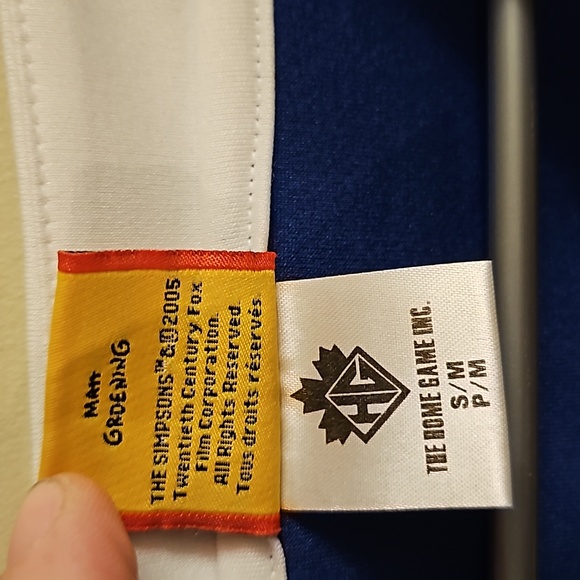 MATT
GROENING
THE SIMPSONS™ & © 2005
Twentieth Century Fox
Film Corporation.
All Rights Reserved.
Tous droits réservés
HG
THE HOME GAME INC.
S/M
P/M